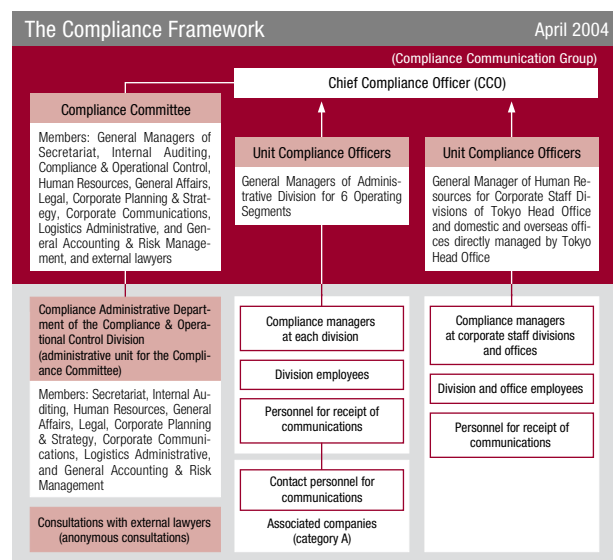 The Compliance Framework
April 2004
(Compliance Communication Group)
Chief Compliance Officer (CCO)
Compliance Committee
Members: General Managers of
Secretariat, Internal Auditing,
Compliance & Operational Control,
Human Resources, General Affairs,
Legal, Corporate Planning & Strat-
egy, Corporate Communications,
Logistics Administrative, and Gen-
eral Accounting & Risk Manage-
ment, and external lawyers
Unit Compliance Officers
General Managers of Adminis-
trative Division for 6 Operating
Segments
Unit Compliance Officers
General Manager of Human Re-
sources for Corporate Staff Di-
visions of Tokyo Head Office
and domestic and overseas offi-
ces directly managed by Tokyo
Head Office
Compliance Administrative Depart-
ment of the Compliance & Opera-
tional Control Division
(administrative unit for the Compli-
ance Committee)
Members: Secretariat, Internal Au-
diting, Human Resources, General
Affairs, Legal, Corporate Planning
& Strategy, Corporate Communi-
cations, Logistics Administrative,
and General Accounting & Risk
Management
Consultations with external lawyers
(anonymous consultations)
Compliance managers
at each division
Division employees
Personnel for receipt of
communications
Contact personnel for
communications
Associated companies
(category A)
Compliance managers
at corporate staff divisions
and offices
Division and office employees
Personnel for receipt of
communications